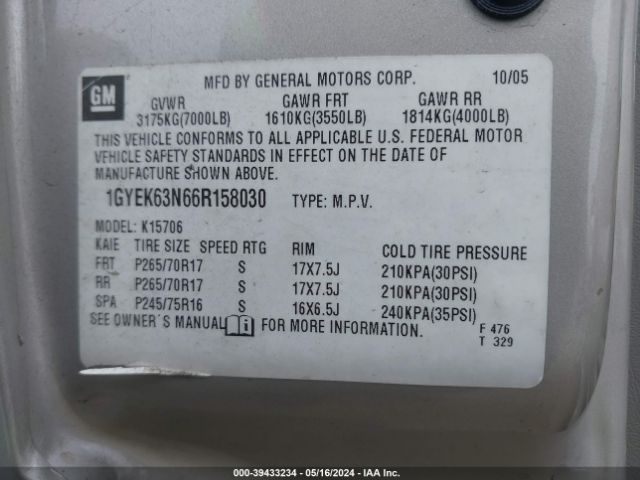 GM
MFD BY GENERAL MOTORS CORP. 10/05
GVWR GAWR FRT GAWR RR
3175KG(7000LB) 1610KG(3550LB) 1814KG(4000LB)
THIS VEHICLE CONFORMS TO ALL APPLICABLE U.S. FEDERAL MOTOR
VEHICLE SAFETY STANDARDS IN EFFECT ON THE DATE OF
MANUFACTURE SHOWN ABOVE.
1GYEK63N66R158030 TYPE: M.P.V.
MODEL: K15706
KAIE TIRE SIZE SPEED RTG RIM COLD TIRE PRESSURE
FRT P265/70R17 S 17X7.5J 210KPA(30PSI)
RR P265/70R17 S 17X7.5J 210KPA(30PSI)
SPA P245/75R16 S 16X6.5J 240KPA(35PSI)
SEE OWNER'S MANUAL i FOR MORE INFORMATION.
F 476
T 329
000-39433234 / 05/16/2024 / IAA, Inc.